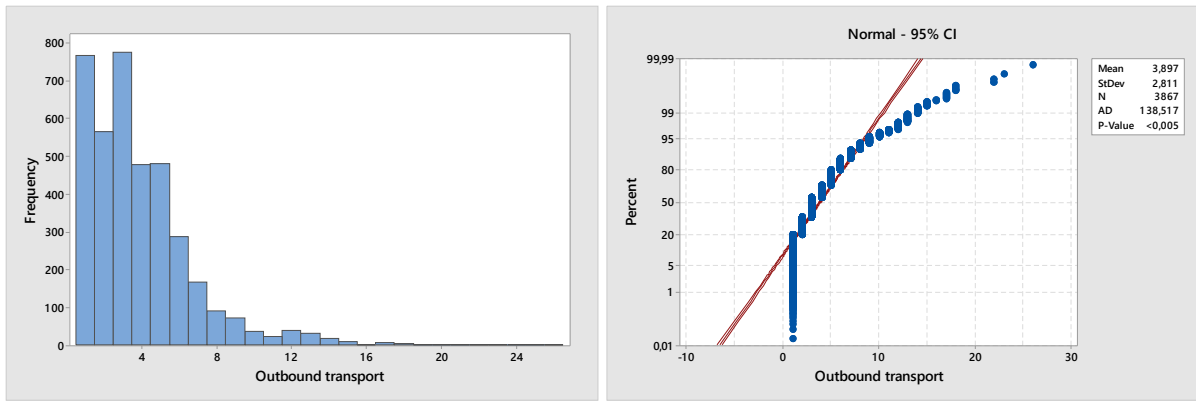 800
700
600
500
400
300
200
100
0
Frequency
4 8 12 16 20 24
Outbound transport
Normal - 95% CI
99,99
99
95
80
50
20
5
1
0,01
Percent
-10 0 10 20 30
Outbound transport
Mean 3,897
StDev 2,811
N 3867
AD 138,517
P-Value <0,005